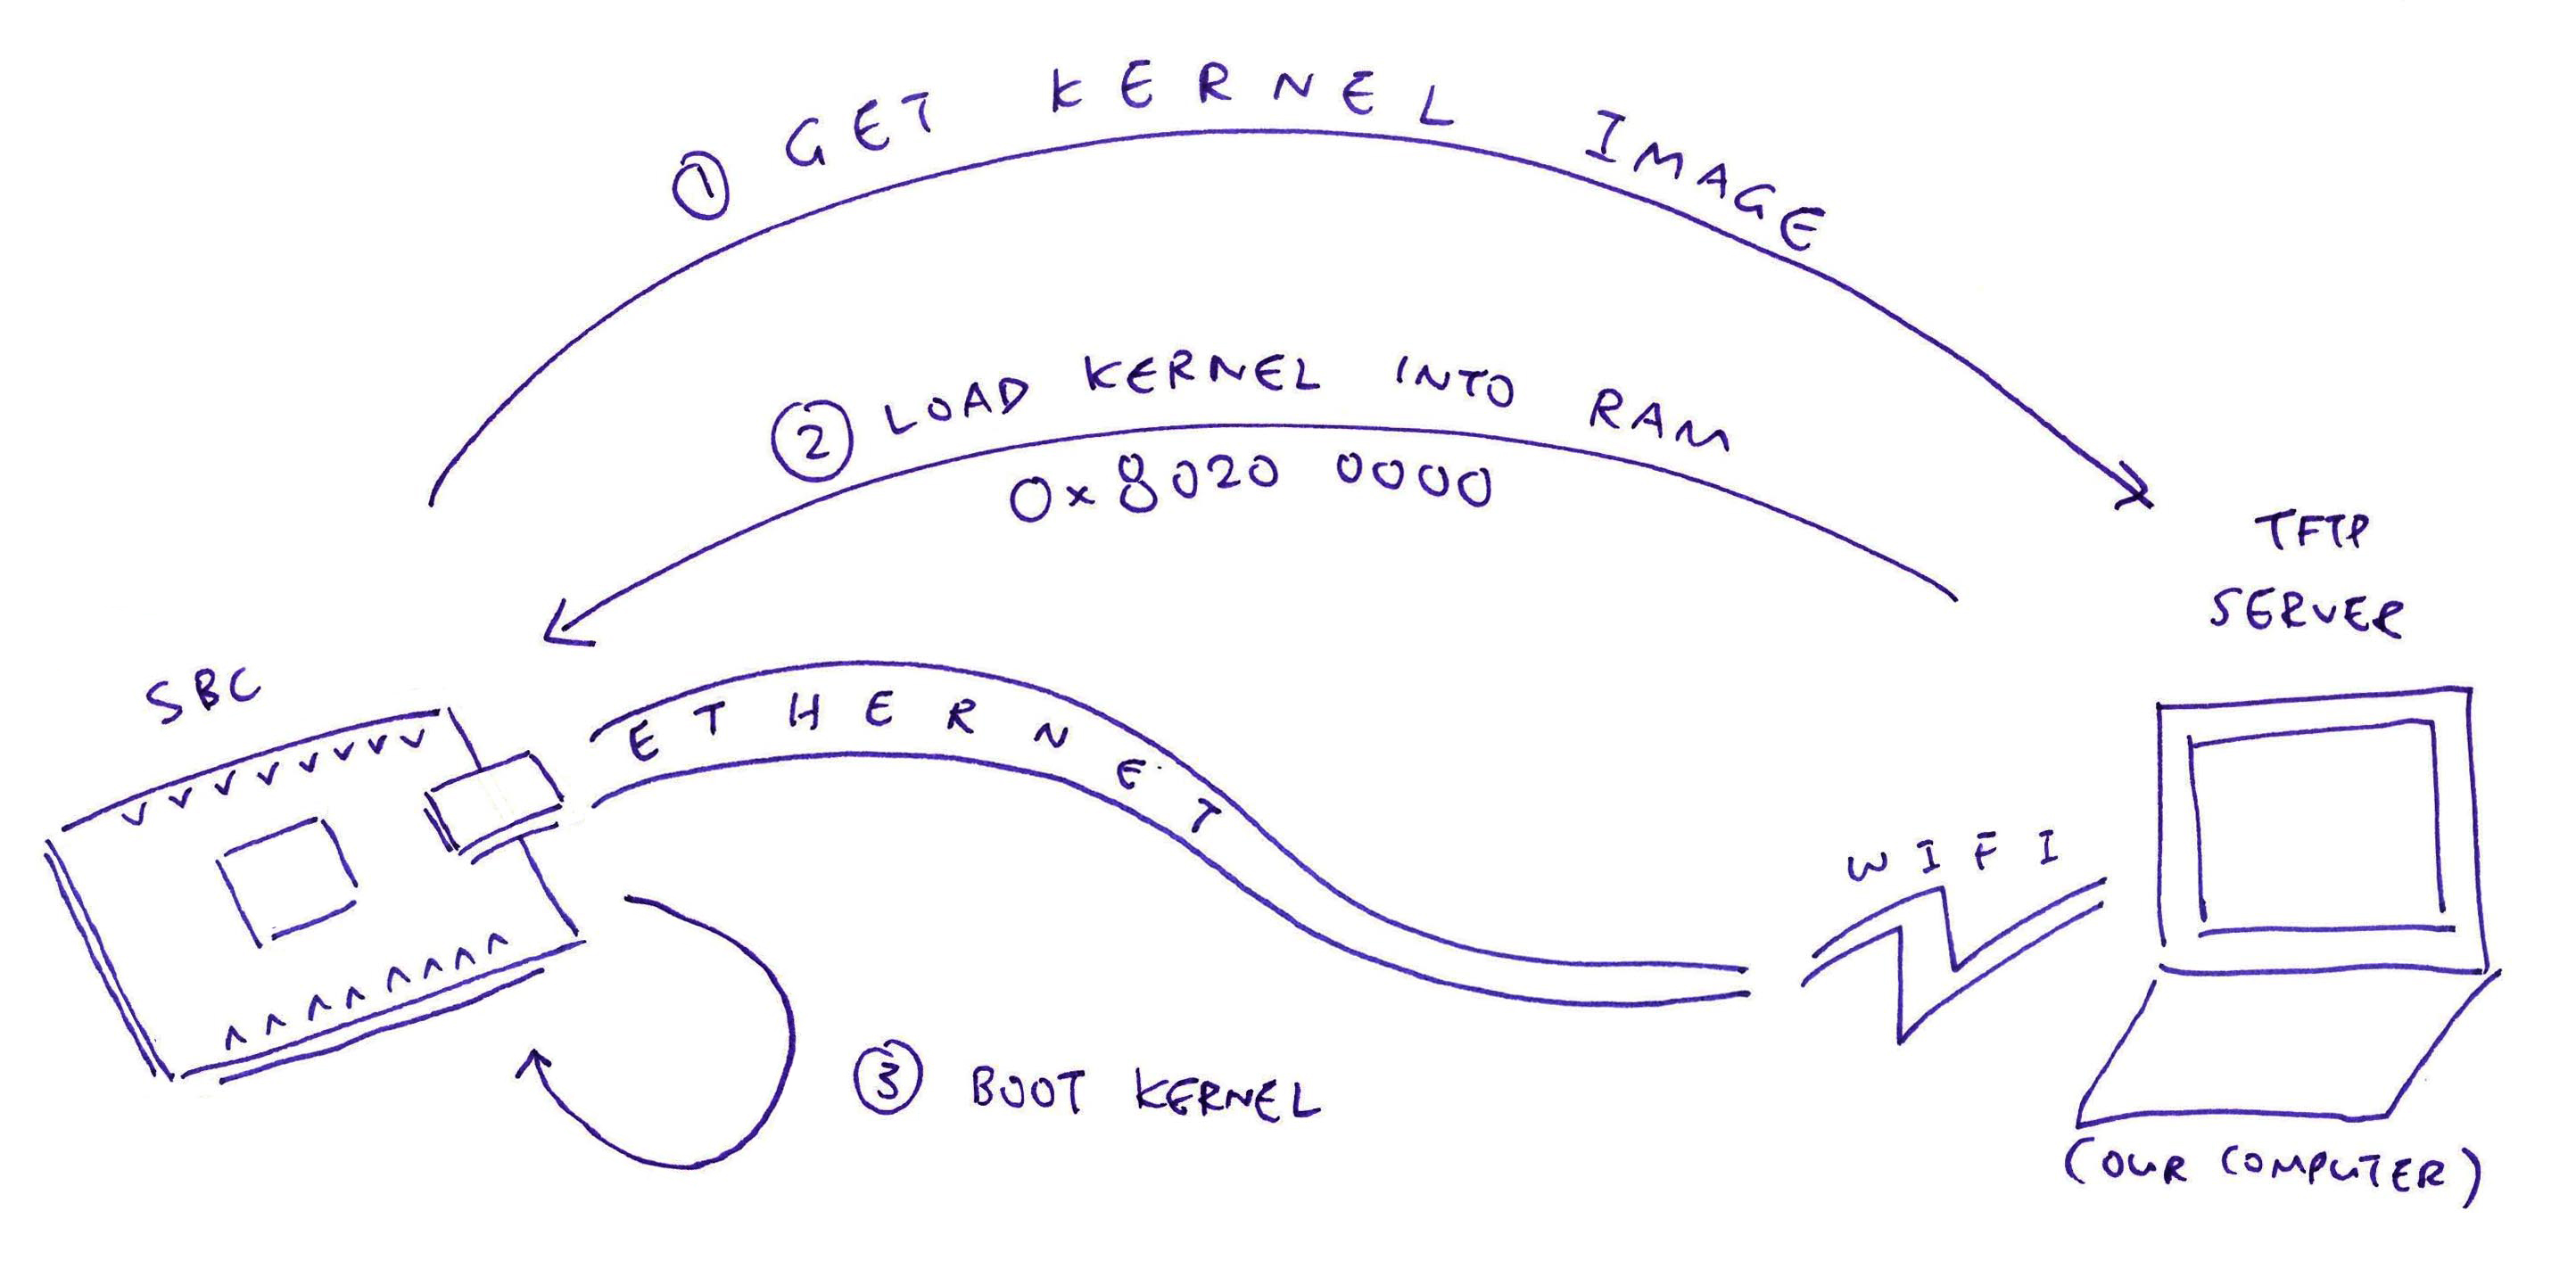 1 GET KERNEL IMAGE
2 LOAD KERNEL INTO RAM
0x8020 0000
TFTP
SERVER
SBC
ETHERNET
WIFI
3 BOOT KERNEL
(OUR COMPUTER)